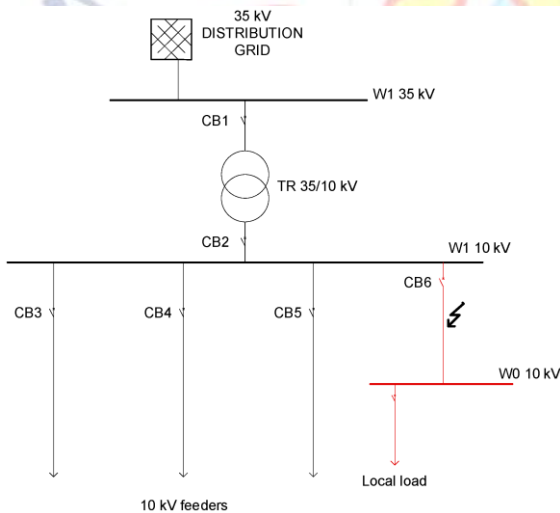 35 kV
DISTRIBUTION
GRID
W1 35 kV
CB1
TR 35/10 kV
CB2
W1 10 kV
CB6
CB3
CB4
CB5
W0 10 kV
Local load
10 kV feeders